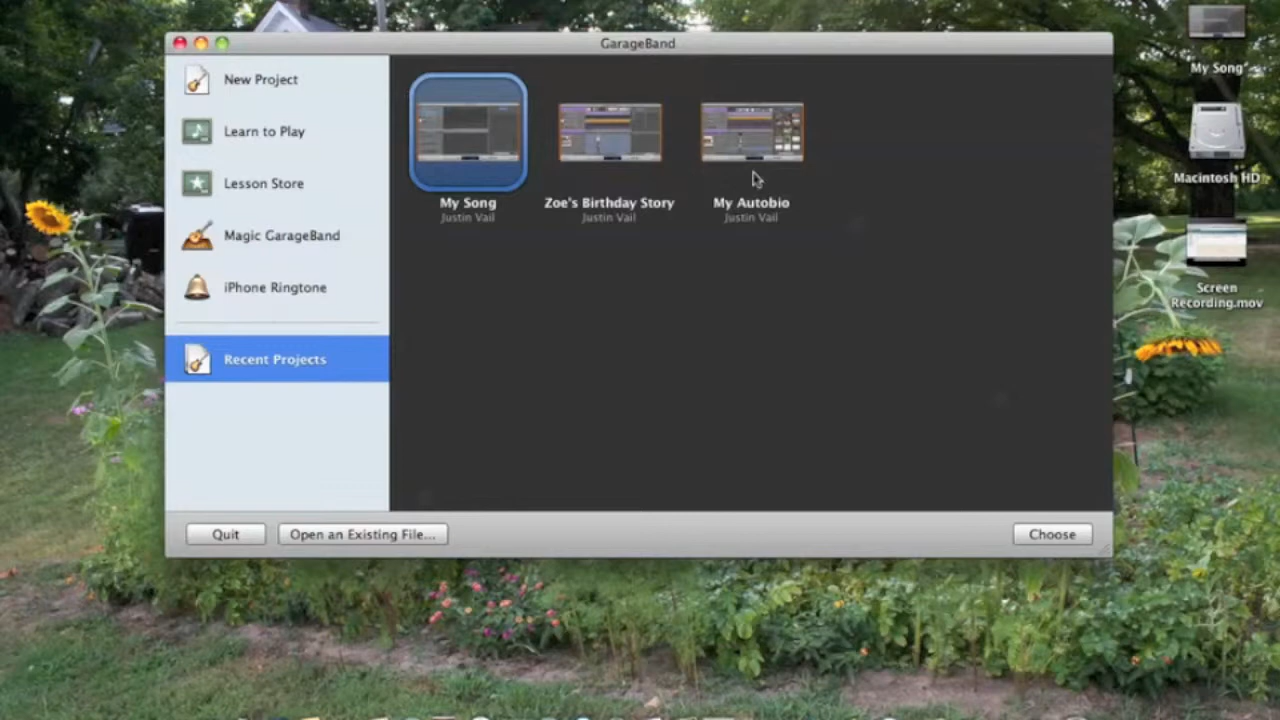 GarageBand
New Project
Learn to Play
Lesson Store
Magic GarageBand
iPhone Ringtone
Recent Projects
My Song
Justin Vail
Zoe's Birthday Story
Justin Vail
My Autobio
Justin Vail
Quit
Open an Existing File...
Choose
My Song
Macintosh HD
Screen
Recording.mov